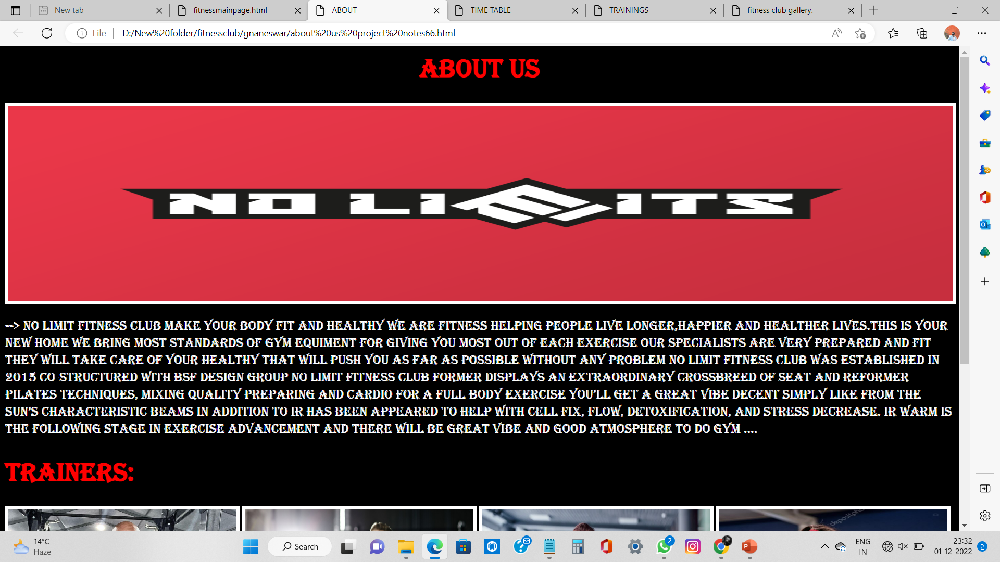 New tab
fitnessmainpage.html
ABOUT
TIME TABLE
TRAININGS
fitness club gallery.
File
D:/New%20folder/fitnessclub/gnaneswar/about%20us%20project%20notes66.html
ABOUT US
NO LIMITS
--> NO LIMIT FITNESS CLUB MAKE YOUR BODY FIT AND HEALTHY WE ARE FITNESS HELPING PEOPLE LIVE LONGER,HAPPIER AND HEALTHER LIVES.THIS IS YOUR
NEW HOME WE BRING MOST STANDARDS OF GYM EQUIMENT FOR GIVING YOU MOST OUT OF EACH EXERCISE OUR SPECIALISTS ARE VERY PREPARED AND FIT
THEY WILL TAKE CARE OF YOUR HEALTHY THAT WILL PUSH YOU AS FAR AS POSSIBLE WITHOUT ANY PROBLEM NO LIMIT FITNESS CLUB WAS ESTABLISHED IN
2015 CO-STRUCTURED WITH BSF DESIGN GROUP NO LIMIT FITNESS CLUB FORMER DISPLAYS AN EXTRAORDINARY CROSSBREED OF SEAT AND REFORMER
PILATES TECHNIQUES, MIXING QUALITY PREPARING AND CARDIO FOR A FULL-BODY EXERCISE YOU'LL GET A GREAT VIBE DECENT SIMPLY LIKE FROM THE
SUN'S CHARACTERISTIC BEAMS IN ADDITION TO IR HAS BEEN APPEARED TO HELP WITH CELL FIX, FLOW, DETOXIFICATION, AND STRESS DECREASE. IR WARM IS
THE FOLLOWING STAGE IN EXERCISE ADVANCEMENT AND THERE WILL BE GREAT VIBE AND GOOD ATMOSPHERE TO DO GYM ....
TRAINERS:
14°C
Haze
Search
2
ENG
IN
23:32
01-12-2022
2